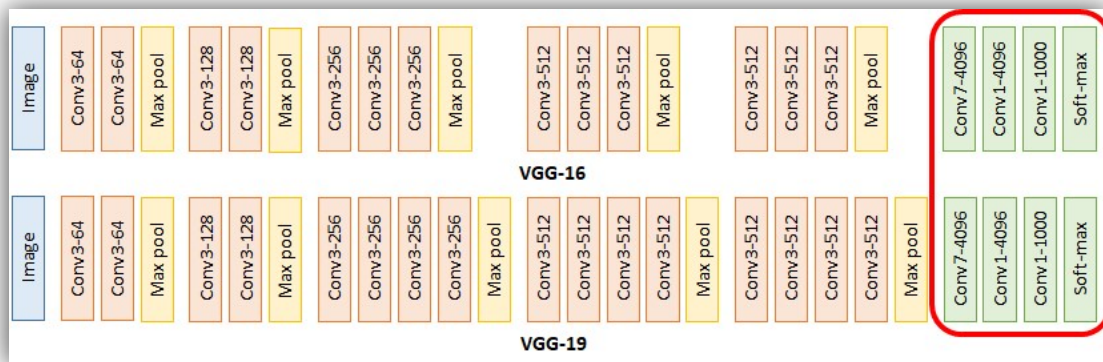 Image
Conv3-64
Conv3-64
Max pool
Conv3-128
Conv3-128
Max pool
Conv3-256
Conv3-256
Conv3-256
Max pool
Conv3-512
Conv3-512
Conv3-512
Max pool
Conv3-512
Conv3-512
Conv3-512
Max pool
Conv7-4096
Conv1-4096
Conv1-1000
Soft-max
VGG-16
Image
Conv3-64
Conv3-64
Max pool
Conv3-128
Conv3-128
Max pool
Conv3-256
Conv3-256
Conv3-256
Conv3-256
Max pool
Conv3-512
Conv3-512
Conv3-512
Conv3-512
Max pool
Conv3-512
Conv3-512
Conv3-512
Conv3-512
Max pool
Conv7-4096
Conv1-4096
Conv1-1000
Soft-max
VGG-19